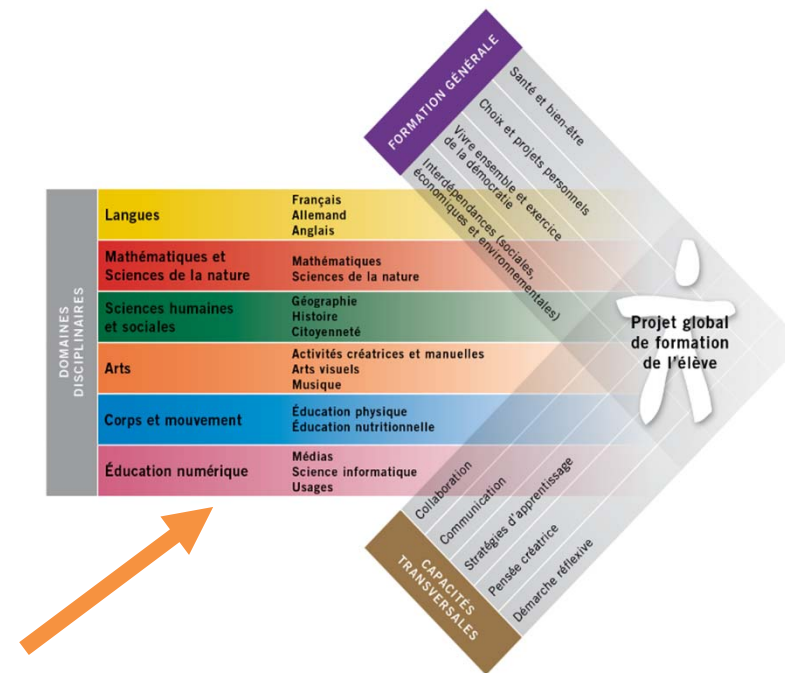 FORMATION GÉNÉRALE
Santé et bien-être
Choix et projets personnels
Vivre ensemble et exercice
de la démocratie
Interdépendances (sociales,
économiques et environnementales)
DOMAINES
DISCIPLINAIRES
Langues
Français
Allemand
Anglais
Mathématiques et
Sciences de la nature
Mathématiques
Sciences de la nature
Sciences humaines
et sociales
Géographie
Histoire
Citoyenneté
Arts
Activités créatrices et manuelles
Arts visuels
Musique
Corps et mouvement
Éducation physique
Éducation nutritionnelle
Éducation numérique
Médias
Science informatique
Usages
Projet global
de formation
de l'élève
Collaboration
Communication
Stratégies d'apprentissage
Pensée créatrice
Démarche réflexive
CAPACITÉS
TRANSVERSALES